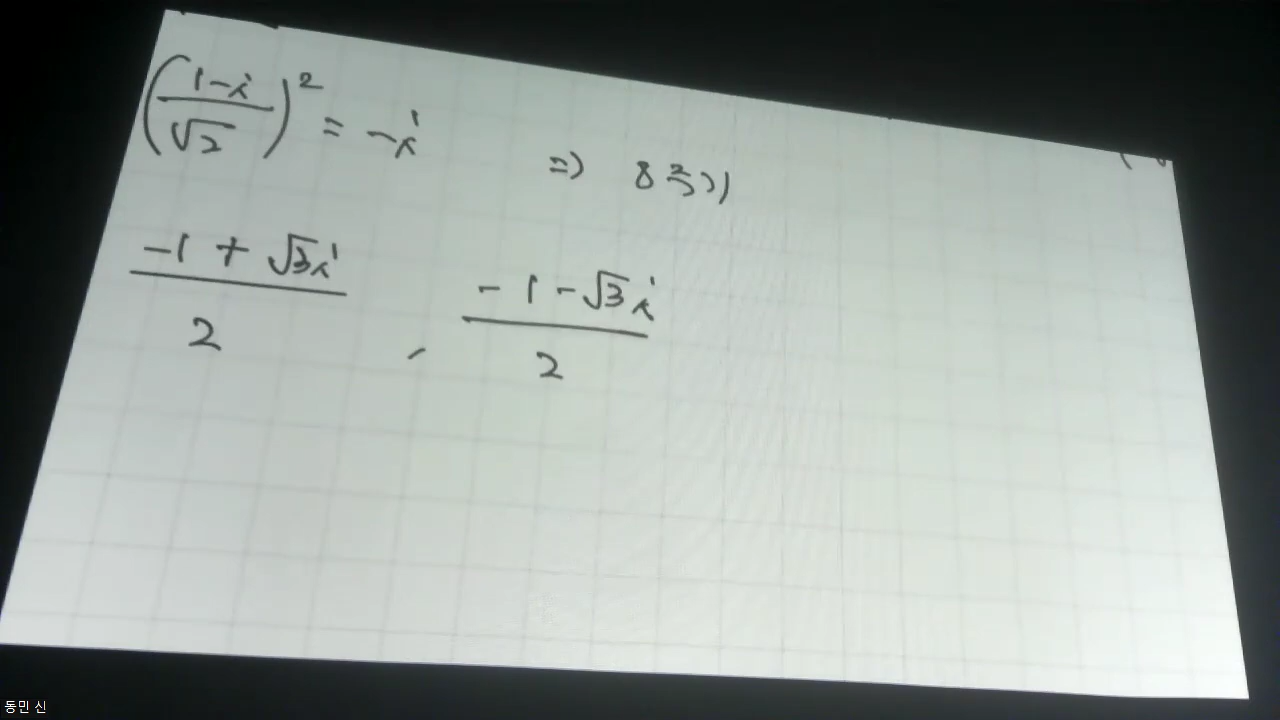 (1-i/√2)² = -i ⇒ 8주기
-1 + √3i / 2 , -1 - √3i / 2
동민 신